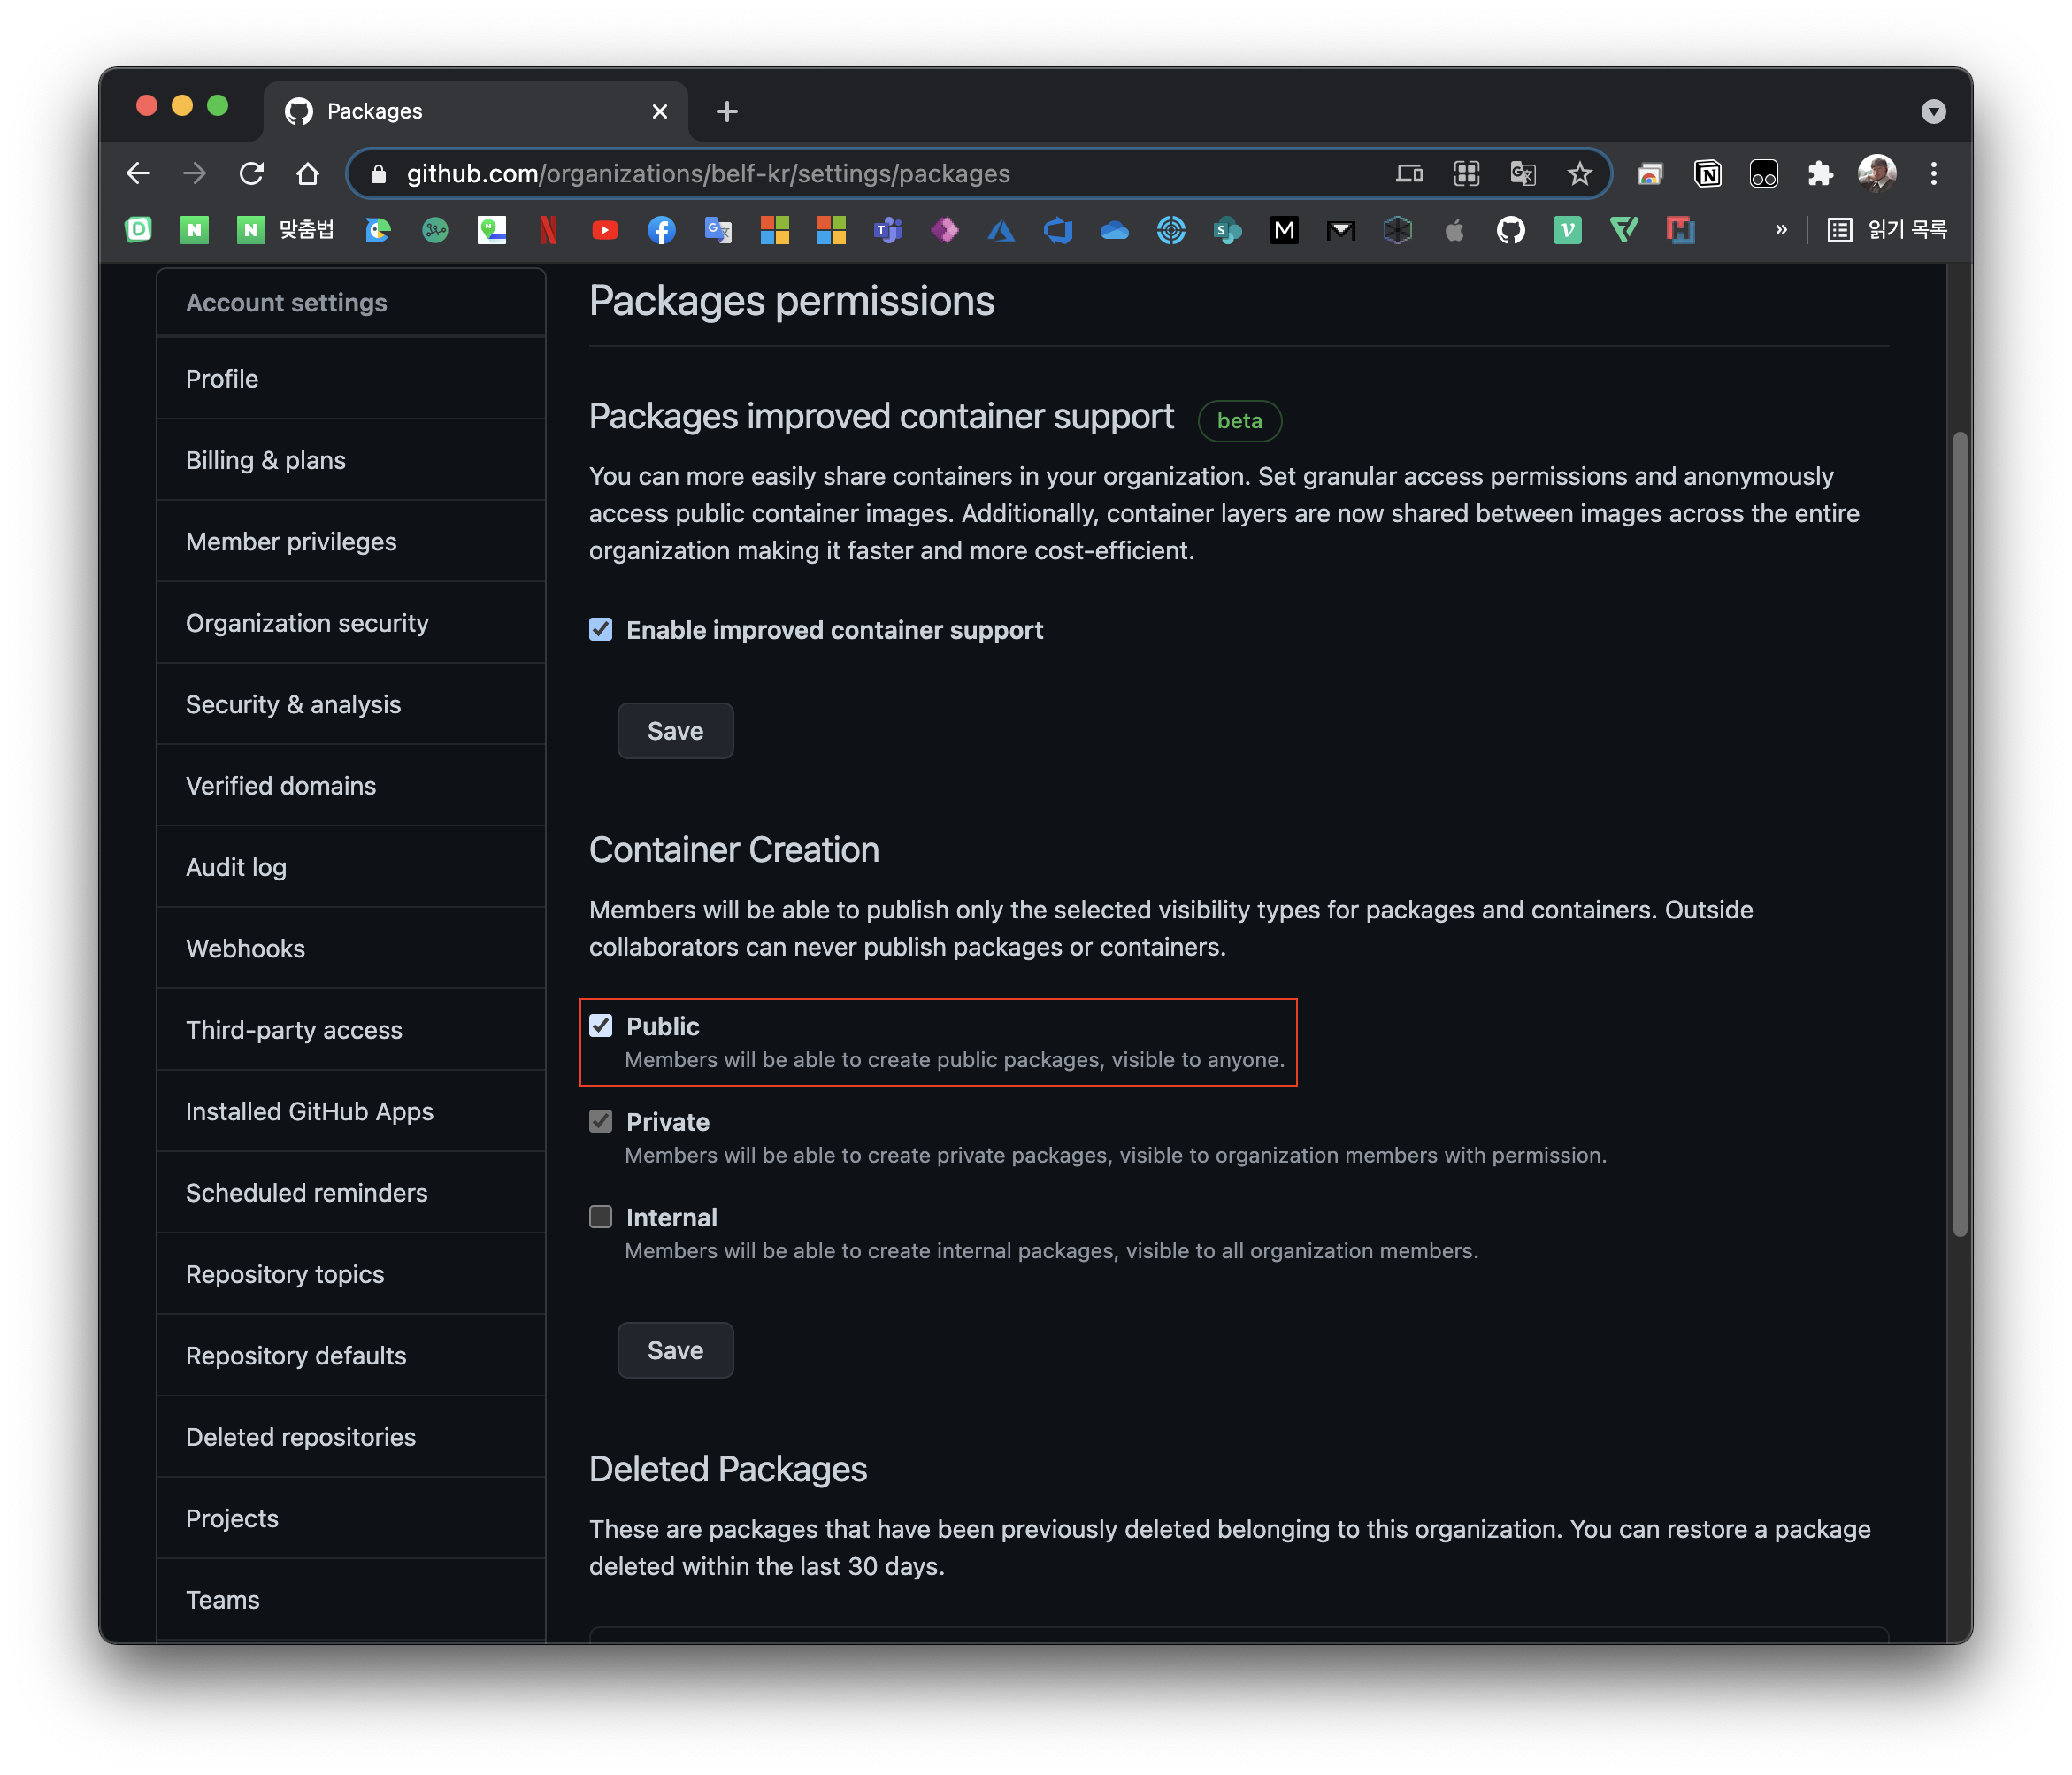 Packages
github.com/organizations/belf-kr/settings/packages
맞춤법
읽기 목록
Account settings
Profile
Billing & plans
Member privileges
Organization security
Security & analysis
Verified domains
Audit log
Webhooks
Third-party access
Installed GitHub Apps
Scheduled reminders
Repository topics
Repository defaults
Deleted repositories
Projects
Teams
Packages permissions
Packages improved container support beta
You can more easily share containers in your organization. Set granular access permissions and anonymously
access public container images. Additionally, container layers are now shared between images across the entire
organization making it faster and more cost-efficient.
Enable improved container support
Save
Container Creation
Members will be able to publish only the selected visibility types for packages and containers. Outside
collaborators can never publish packages or containers.
Public
Members will be able to create public packages, visible to anyone.
Private
Members will be able to create private packages, visible to organization members with permission.
Internal
Members will be able to create internal packages, visible to all organization members.
Save
Deleted Packages
These are packages that have been previously deleted belonging to this organization. You can restore a package
deleted within the last 30 days.